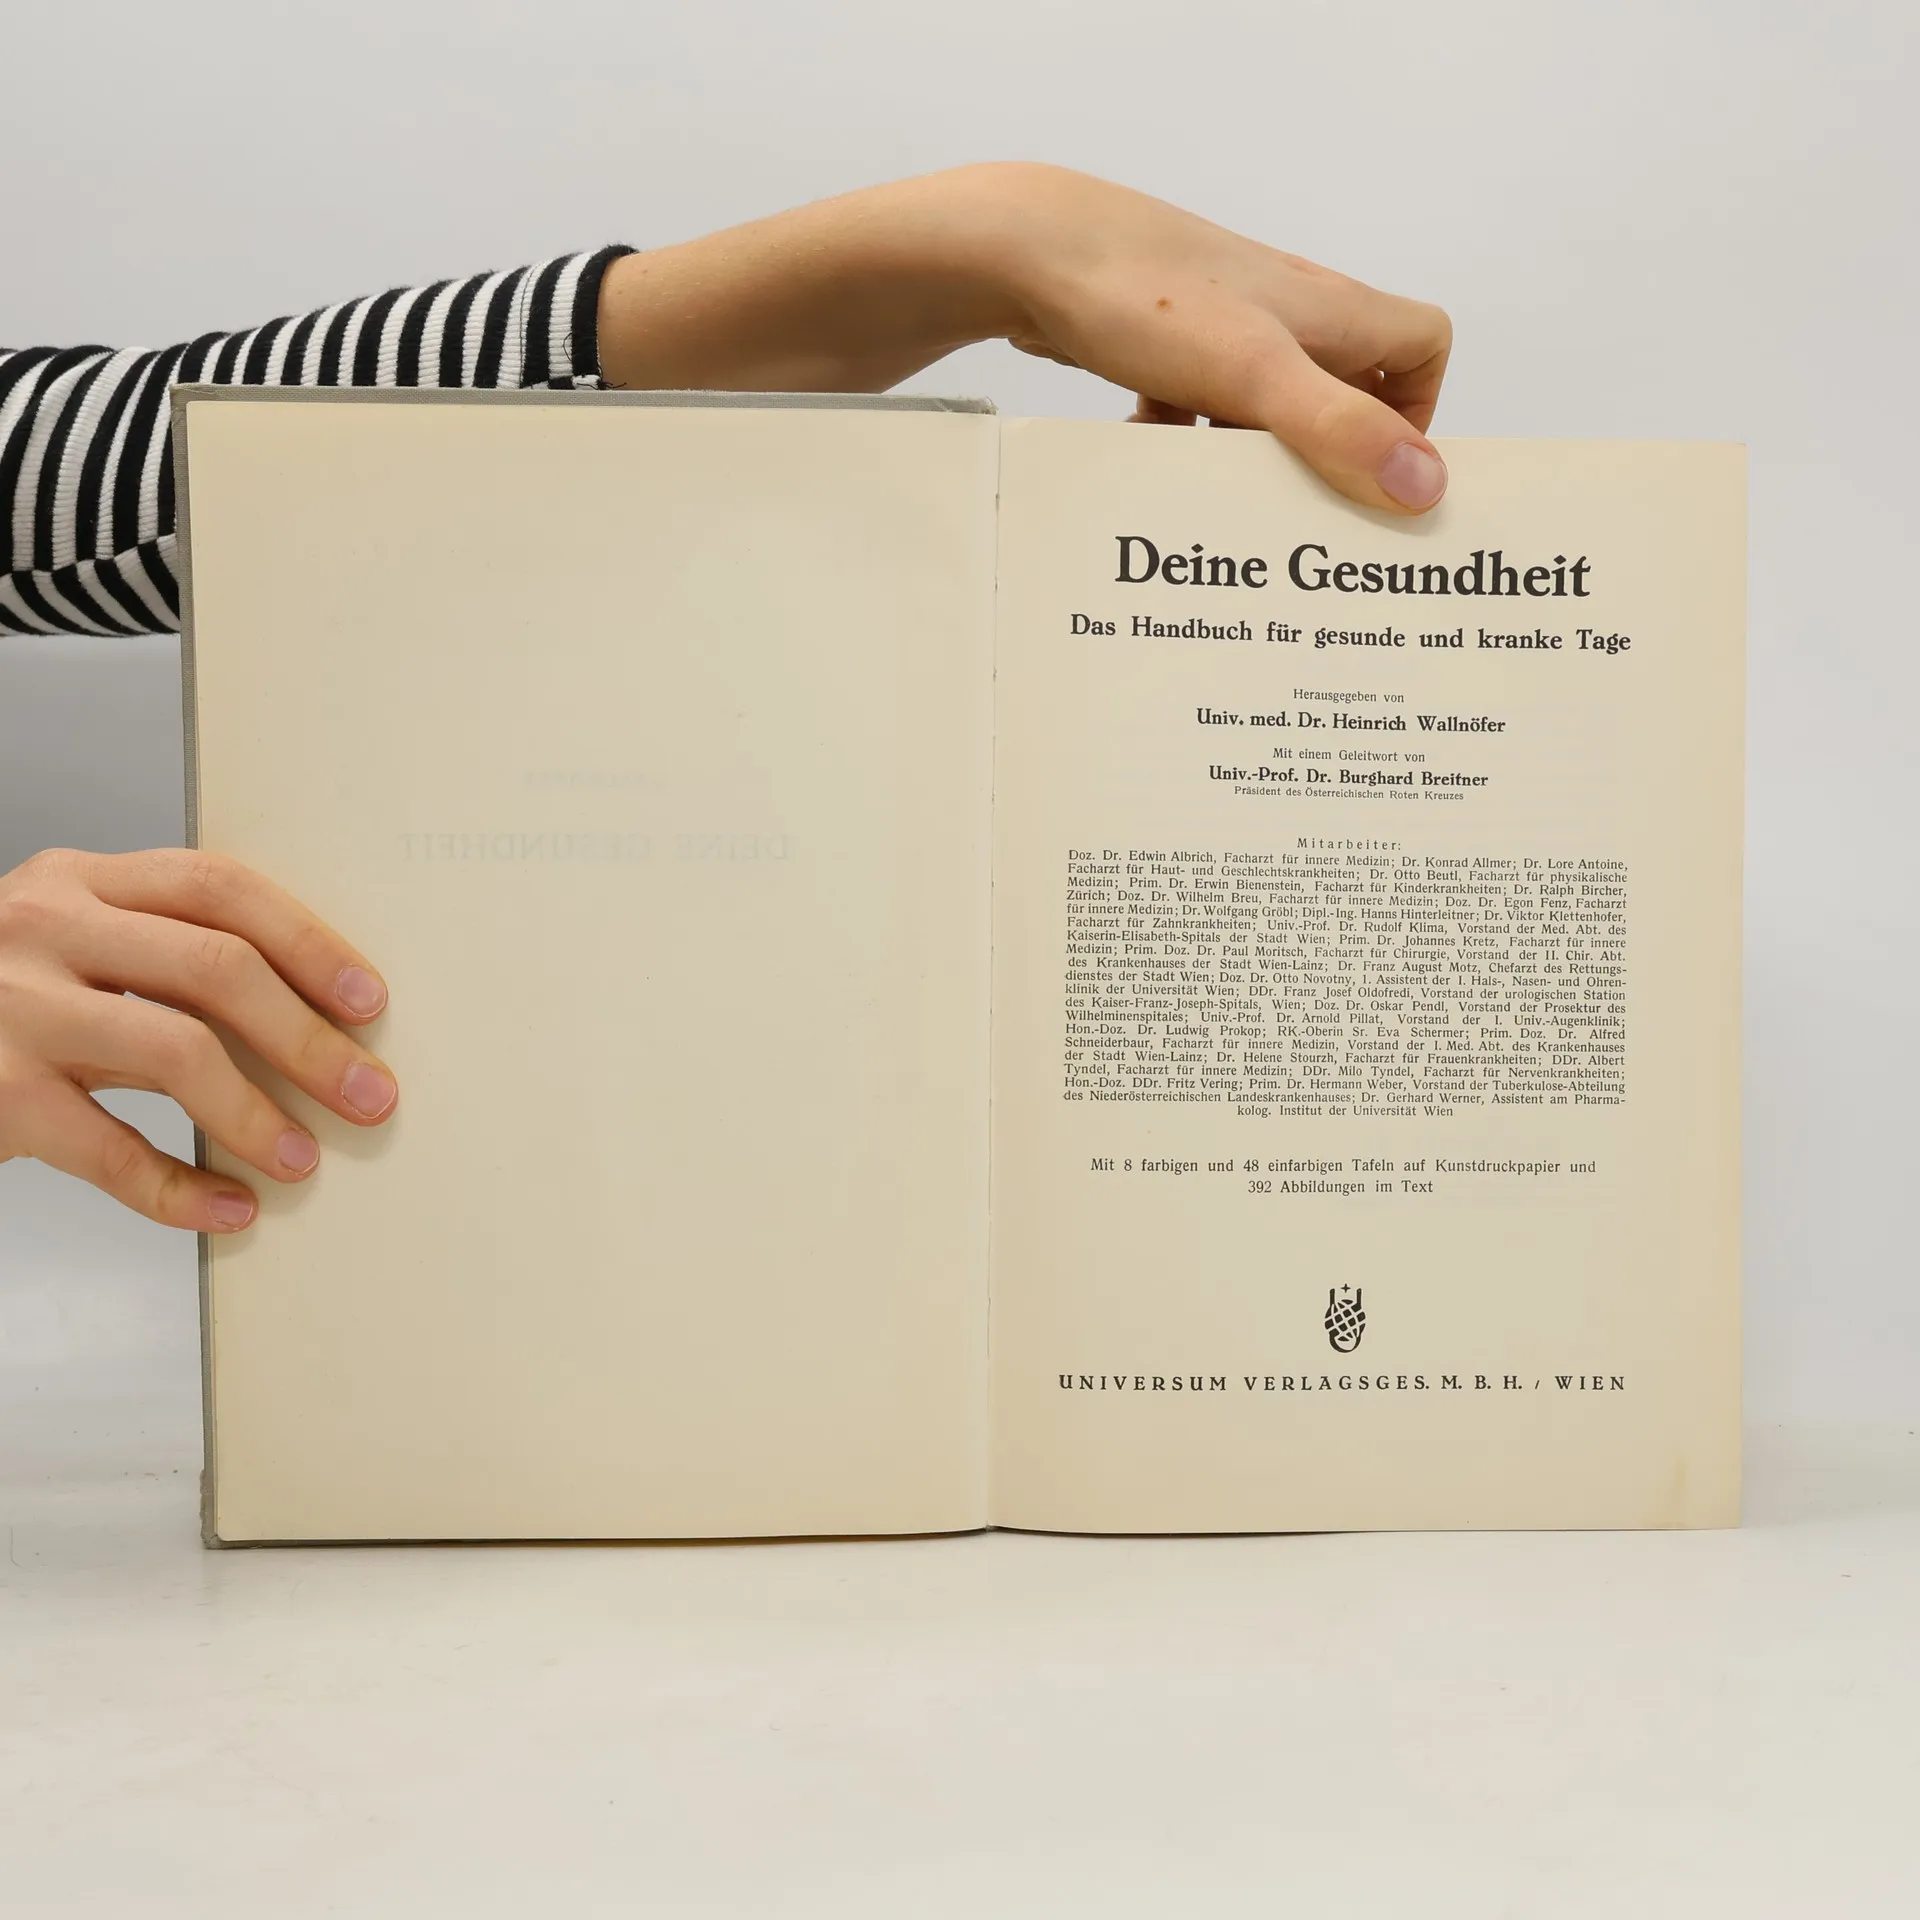 DEINE GESUNDHEIT
Deine Gesundheit
Das Handbuch für gesunde und kranke Tage
Herausgegeben von
Univ. med. Dr. Heinrich Wallnöfer
Mit einem Geleitwort von
Univ.-Prof. Dr. Burghard Breitner
Präsident des Österreichischen Roten Kreuzes
Mitarbeiter:
Doz. Dr. Edwin Albrich, Facharzt für innere Medizin; Dr. Konrad Allmer; Dr. Lore Antoine,
Facharzt für Haut- und Geschlechtskrankheiten; Dr. Otto Beutl, Facharzt für physikalische
Medizin; Prim. Dr. Erwin Bienenstein, Facharzt für Kinderkrankheiten; Dr. Ralph Bircher,
Zürich; Doz. Dr. Wilhelm Breu, Facharzt für innere Medizin; Doz. Dr. Egon Fenz, Facharzt
für innere Medizin; Dr. Wolfgang Gröbl; Dipl.-Ing. Hanns Hinterleitner; Dr. Viktor Klettenhofer,
Facharzt für Zahnkrankheiten; Univ.-Prof. Dr. Rudolf Klima, Vorstand der Med. Abt. des
Kaiserin-Elisabeth-Spitals der Stadt Wien; Prim. Dr. Johannes Kretz, Facharzt für innere
Medizin; Prim. Doz. Dr. Paul Moritsch, Facharzt für Chirurgie, Vorstand der II. Chir. Abt.
des Krankenhauses der Stadt Wien-Lainz; Dr. Franz August Motz, Chefarzt des Rettungs-
dienstes der Stadt Wien; Doz. Dr. Otto Novotny, 1. Assistent der I. Hals-, Nasen- und Ohren-
klinik der Universität Wien; DDr. Franz Josef Oldofredi, Vorstand der urologischen Station
des Kaiser-Franz-Joseph-Spitals, Wien; Doz. Dr. Oskar Pendl, Vorstand der Prosektur des
Wilhelminenspitales; Univ.-Prof. Dr. Arnold Pillat, Vorstand der I. Univ.-Augenklinik;
Hon.-Doz. Dr. Ludwig Prokop; RK.-Oberin Sr. Eva Schermer; Prim. Doz. Dr. Alfred
Schneiderbaur, Facharzt für innere Medizin, Vorstand der I. Med. Abt. des Krankenhauses
der Stadt Wien-Lainz; Dr. Helene Stourzh, Facharzt für Frauenkrankheiten; DDr. Albert
Tyndel, Facharzt für innere Medizin; DDr. Milo Tyndel, Facharzt für Nervenkrankheiten;
Hon.-Doz. DDr. Fritz Vering; Prim. Dr. Hermann Weber, Vorstand der Tuberkulose-Abteilung
des Niederösterreichischen Landeskrankenhauses; Dr. Gerhard Werner, Assistent am Pharma-
kolog. Institut der Universität Wien
Mit 8 farbigen und 48 einfarbigen Tafeln auf Kunstdruckpapier und
392 Abbildungen im Text
UNIVERSUM VERLAGSGES. M. B. H. / WIEN